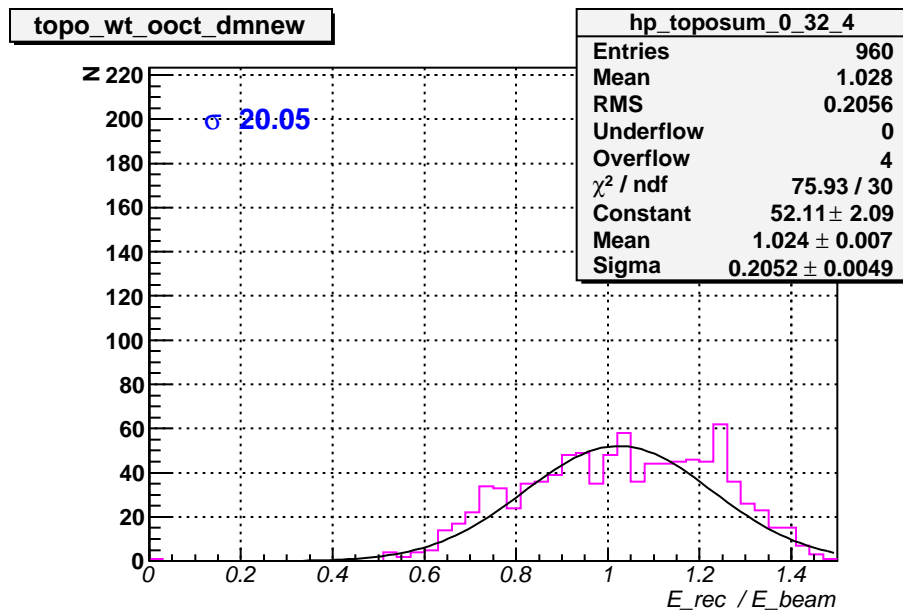 topo_wt_ooct_dmnew
hp_toposum_0_32_4
Entries 960
Mean 1.028
RMS 0.2056
Underflow 0
Overflow 4
χ² / ndf 75.93 / 30
Constant 52.11 ± 2.09
Mean 1.024 ± 0.007
Sigma 0.2052 ± 0.0049
σ 20.05
N
220
200
180
160
140
120
100
80
60
40
20
0
0 0.2 0.4 0.6 0.8 1 1.2 1.4
E_rec / E_beam